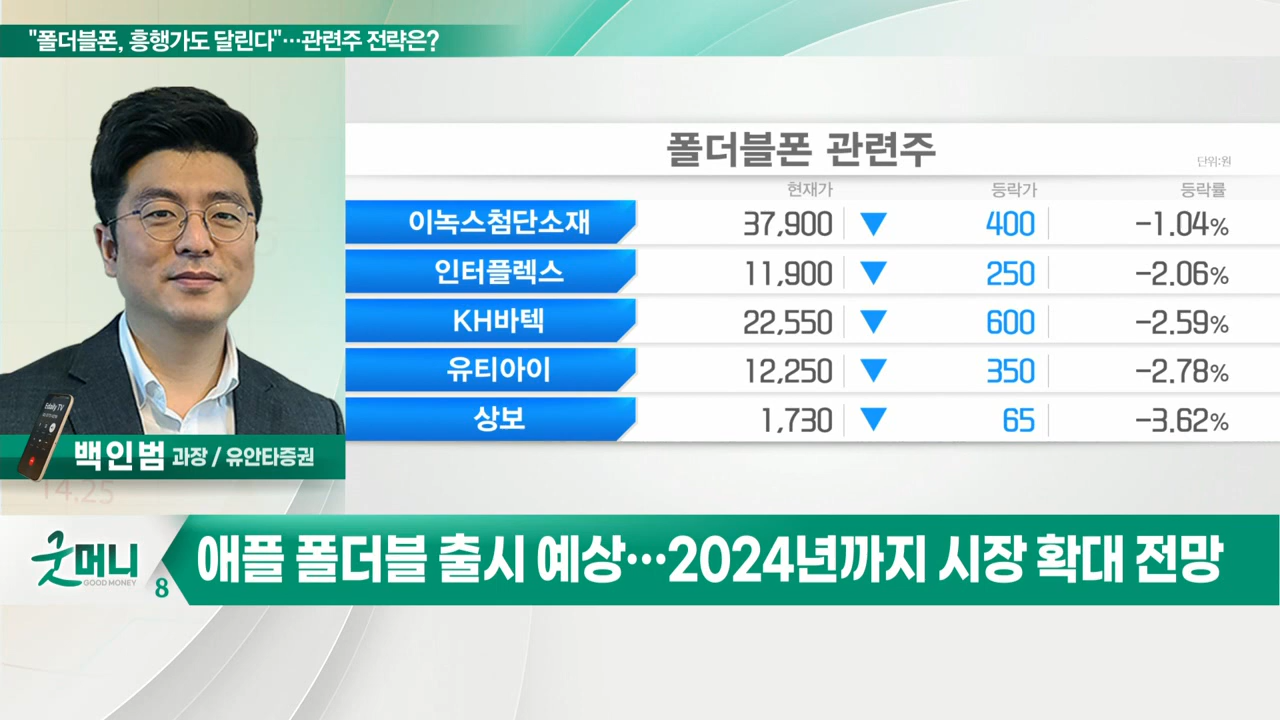 "폴더블폰, 흥행가도 달린다"…관련주 전략은?
폴더블폰 관련주
단위:원
현재가 등락가 등락률
이녹스첨단소재 37,900 ▼ 400 -1.04%
인터플렉스 11,900 ▼ 250 -2.06%
KH바텍 22,550 ▼ 600 -2.59%
유티아이 12,250 ▼ 350 -2.78%
상보 1,730 ▼ 65 -3.62%
Edaily TV
백인범 과장 / 유안타증권
14.25
굿머니
GOOD MONEY
8
애플 폴더블 출시 예상…2024년까지 시장 확대 전망